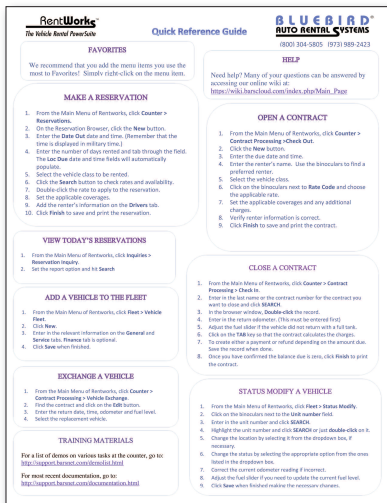 RentWorks®
The Vehicle Rental PowerSuite
Quick Reference Guide
BLUEBIRD®
AUTO RENTAL SYSTEMS
(800) 304-5805 (973) 989-2423
FAVORITES
We recommend that you add the menu items you use the
most to Favorites! Simply right-click on the menu item.
MAKE A RESERVATION
1. From the Main Menu of Rentworks, click Counter >
Reservations.
2. On the Reservation Browser, click the New button.
3. Enter the Date Out date and time. (Remember that the
time is displayed in military time.)
4. Enter the number of days rented and tab through the field.
The Loc Due date and time fields will automatically
populate.
5. Select the vehicle class to be rented.
6. Click the Search button to check rates and availability.
7. Double-click the rate to apply to the reservation.
8. Set the applicable coverages.
9. Add the renter's information on the Drivers tab.
10. Click Finish to save and print the reservation.
VIEW TODAY'S RESERVATIONS
1. From the Main Menu of Rentworks, click Inquiries >
Reservation Inquiry.
2. Set the report option and hit Search
ADD A VEHICLE TO THE FLEET
1. From the Main Menu of Rentworks, click Fleet > Vehicle
Fleet.
2. Click New.
3. Enter in the relevant information on the General and
Service tabs. Finance tab is optional.
4. Click Save when finished.
EXCHANGE A VEHICLE
1. From the Main Menu of Rentworks, click Counter >
Contract Processing > Vehicle Exchange.
2. Find the contract and click on the Edit button.
3. Enter the return date, time, odometer and fuel level.
4. Select the replacement vehicle.
TRAINING MATERIALS
For a list of demos on various tasks at the counter, go to:
http://support.barsnet.com/demolist.html
For most recent documentation, go to:
http://support.barsnet.com/documentation.html
HELP
Need help? Many of your questions can be answered by
accessing our online wiki at:
https://wiki.barscloud.com/index.php/Main_Page
OPEN A CONTRACT
1. From the Main Menu of Rentworks, click Counter >
Contract Processing >Check Out.
2. Click the New button.
3. Enter the due date and time.
4. Enter the renter's name. Use the binoculars to find a
preferred renter.
5. Select the vehicle class.
6. Click on the binoculars next to Rate Code and choose
the applicable rate.
7. Set the applicable coverages and any additional
charges.
8. Verify renter information is correct.
9. Click Finish to save and print the contract.
CLOSE A CONTRACT
1. From the Main Menu of Rentworks, click Counter > Contract
Processing > Check In.
2. Enter in the last name or the contract number for the contract you
want to close and click SEARCH.
3. In the browser window, Double-click the record.
4. Enter in the return odometer. (This must be entered first)
5. Adjust the fuel slider if the vehicle did not return with a full tank.
6. Click on the TAB key so that the contract calculates the charges.
7. To create either a payment or refund depending on the amount due.
Save the record when done.
8. Once you have confirmed the balance due is zero, click Finish to print
the contract.
STATUS MODIFY A VEHICLE
1. From the Main Menu of Rentworks, click Fleet > Status Modify.
2. Click on the binoculars next to the Unit number field.
3. Enter in the unit number and click SEARCH.
4. Highlight the unit number and click SEARCH or just double-click on it.
5. Change the location by selecting it from the dropdown box, if
necessary.
6. Change the status by selecting the appropriate option from the ones
listed in the dropdown box.
7. Correct the current odometer reading if incorrect.
8. Adjust the fuel slider if you need to update the current fuel level.
9. Click Save when finished making the necessary changes.